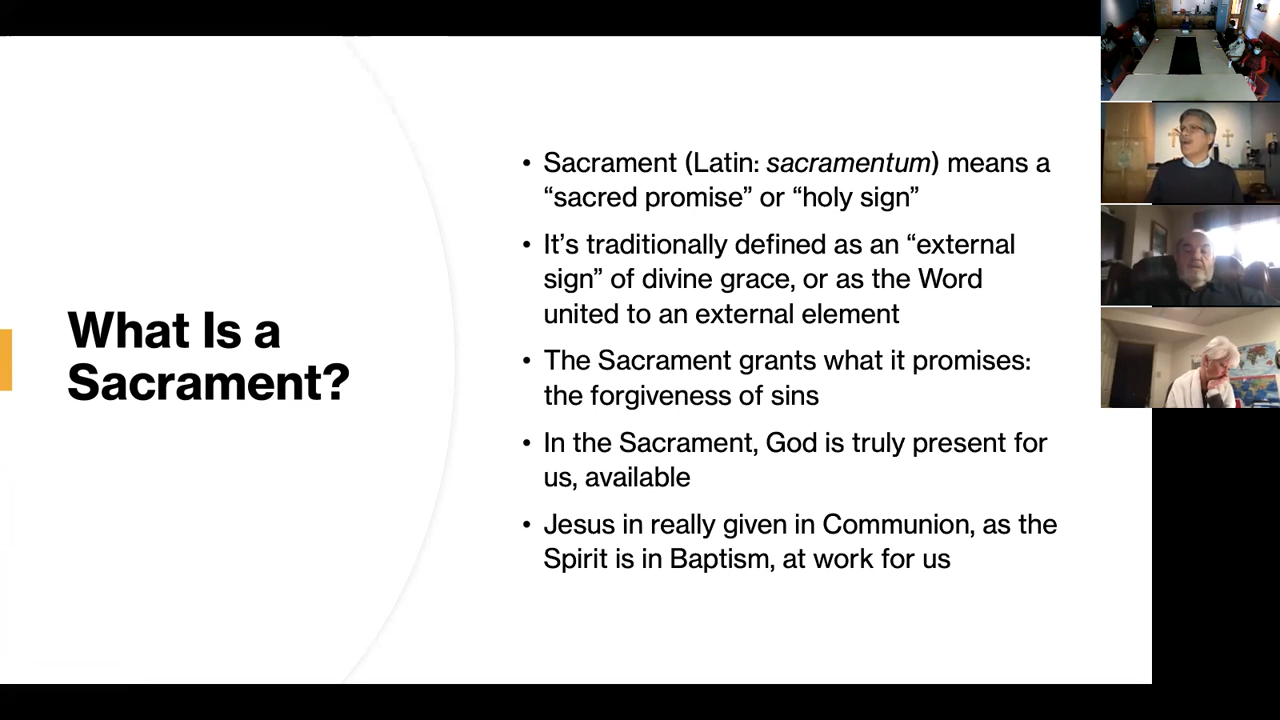 What Is a
Sacrament?
• Sacrament (Latin: sacramentum) means a
“sacred promise” or “holy sign”
• It’s traditionally defined as an “external
sign” of divine grace, or as the Word
united to an external element
• The Sacrament grants what it promises:
the forgiveness of sins
• In the Sacrament, God is truly present for
us, available
• Jesus in really given in Communion, as the
Spirit is in Baptism, at work for us